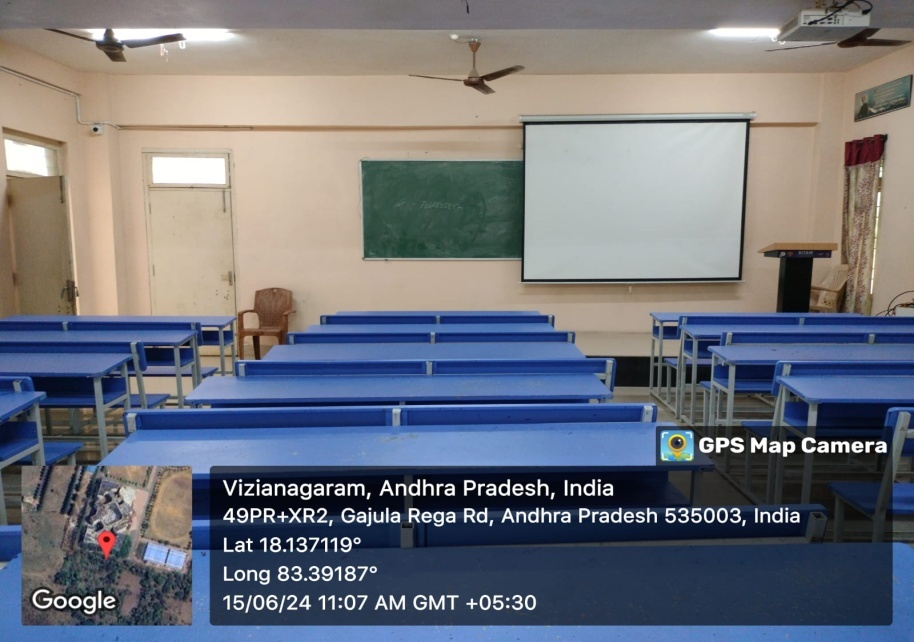 GPS Map Camera
Vizianagaram, Andhra Pradesh, India
49PR+XR2, Gajula Rega Rd, Andhra Pradesh 535003, India
Lat 18.137119°
Long 83.39187°
15/06/24 11:07 AM GMT +05:30
Google